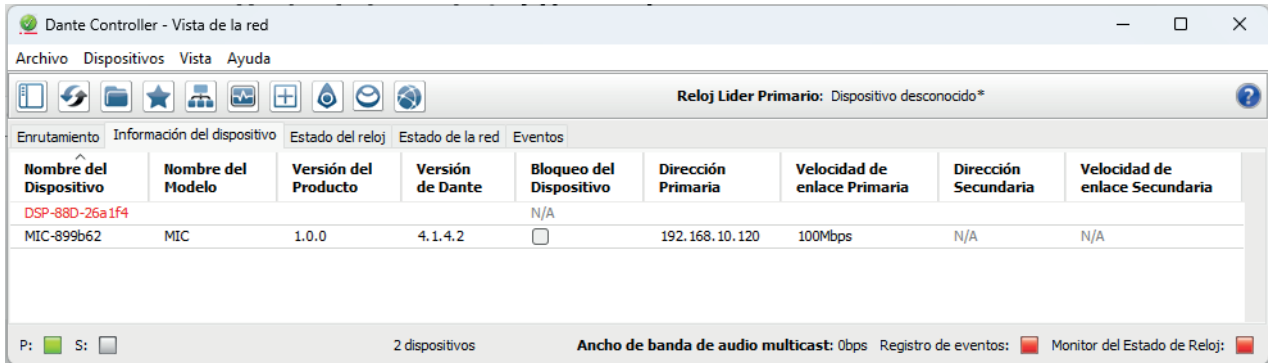 Dante Controller - Vista de la red
Archivo Dispositivos Vista Ayuda
Reloj Lider Primario: Dispositivo desconocido*
Enrutamiento Información del dispositivo Estado del reloj Estado de la red Eventos
Nombre del Dispositivo Nombre del Modelo Versión del Producto Versión de Dante Bloqueo del Dispositivo Dirección Primaria Velocidad de enlace Primaria Dirección Secundaria Velocidad de enlace Secundaria
DSP-88D-26a1f4 N/A
MIC-899b62 MIC 1.0.0 4.1.4.2 192.168.10.120 100Mbps N/A N/A
P: S: 2 dispositivos Ancho de banda de audio multicast: 0bps Registro de eventos: Monitor del Estado de Reloj: